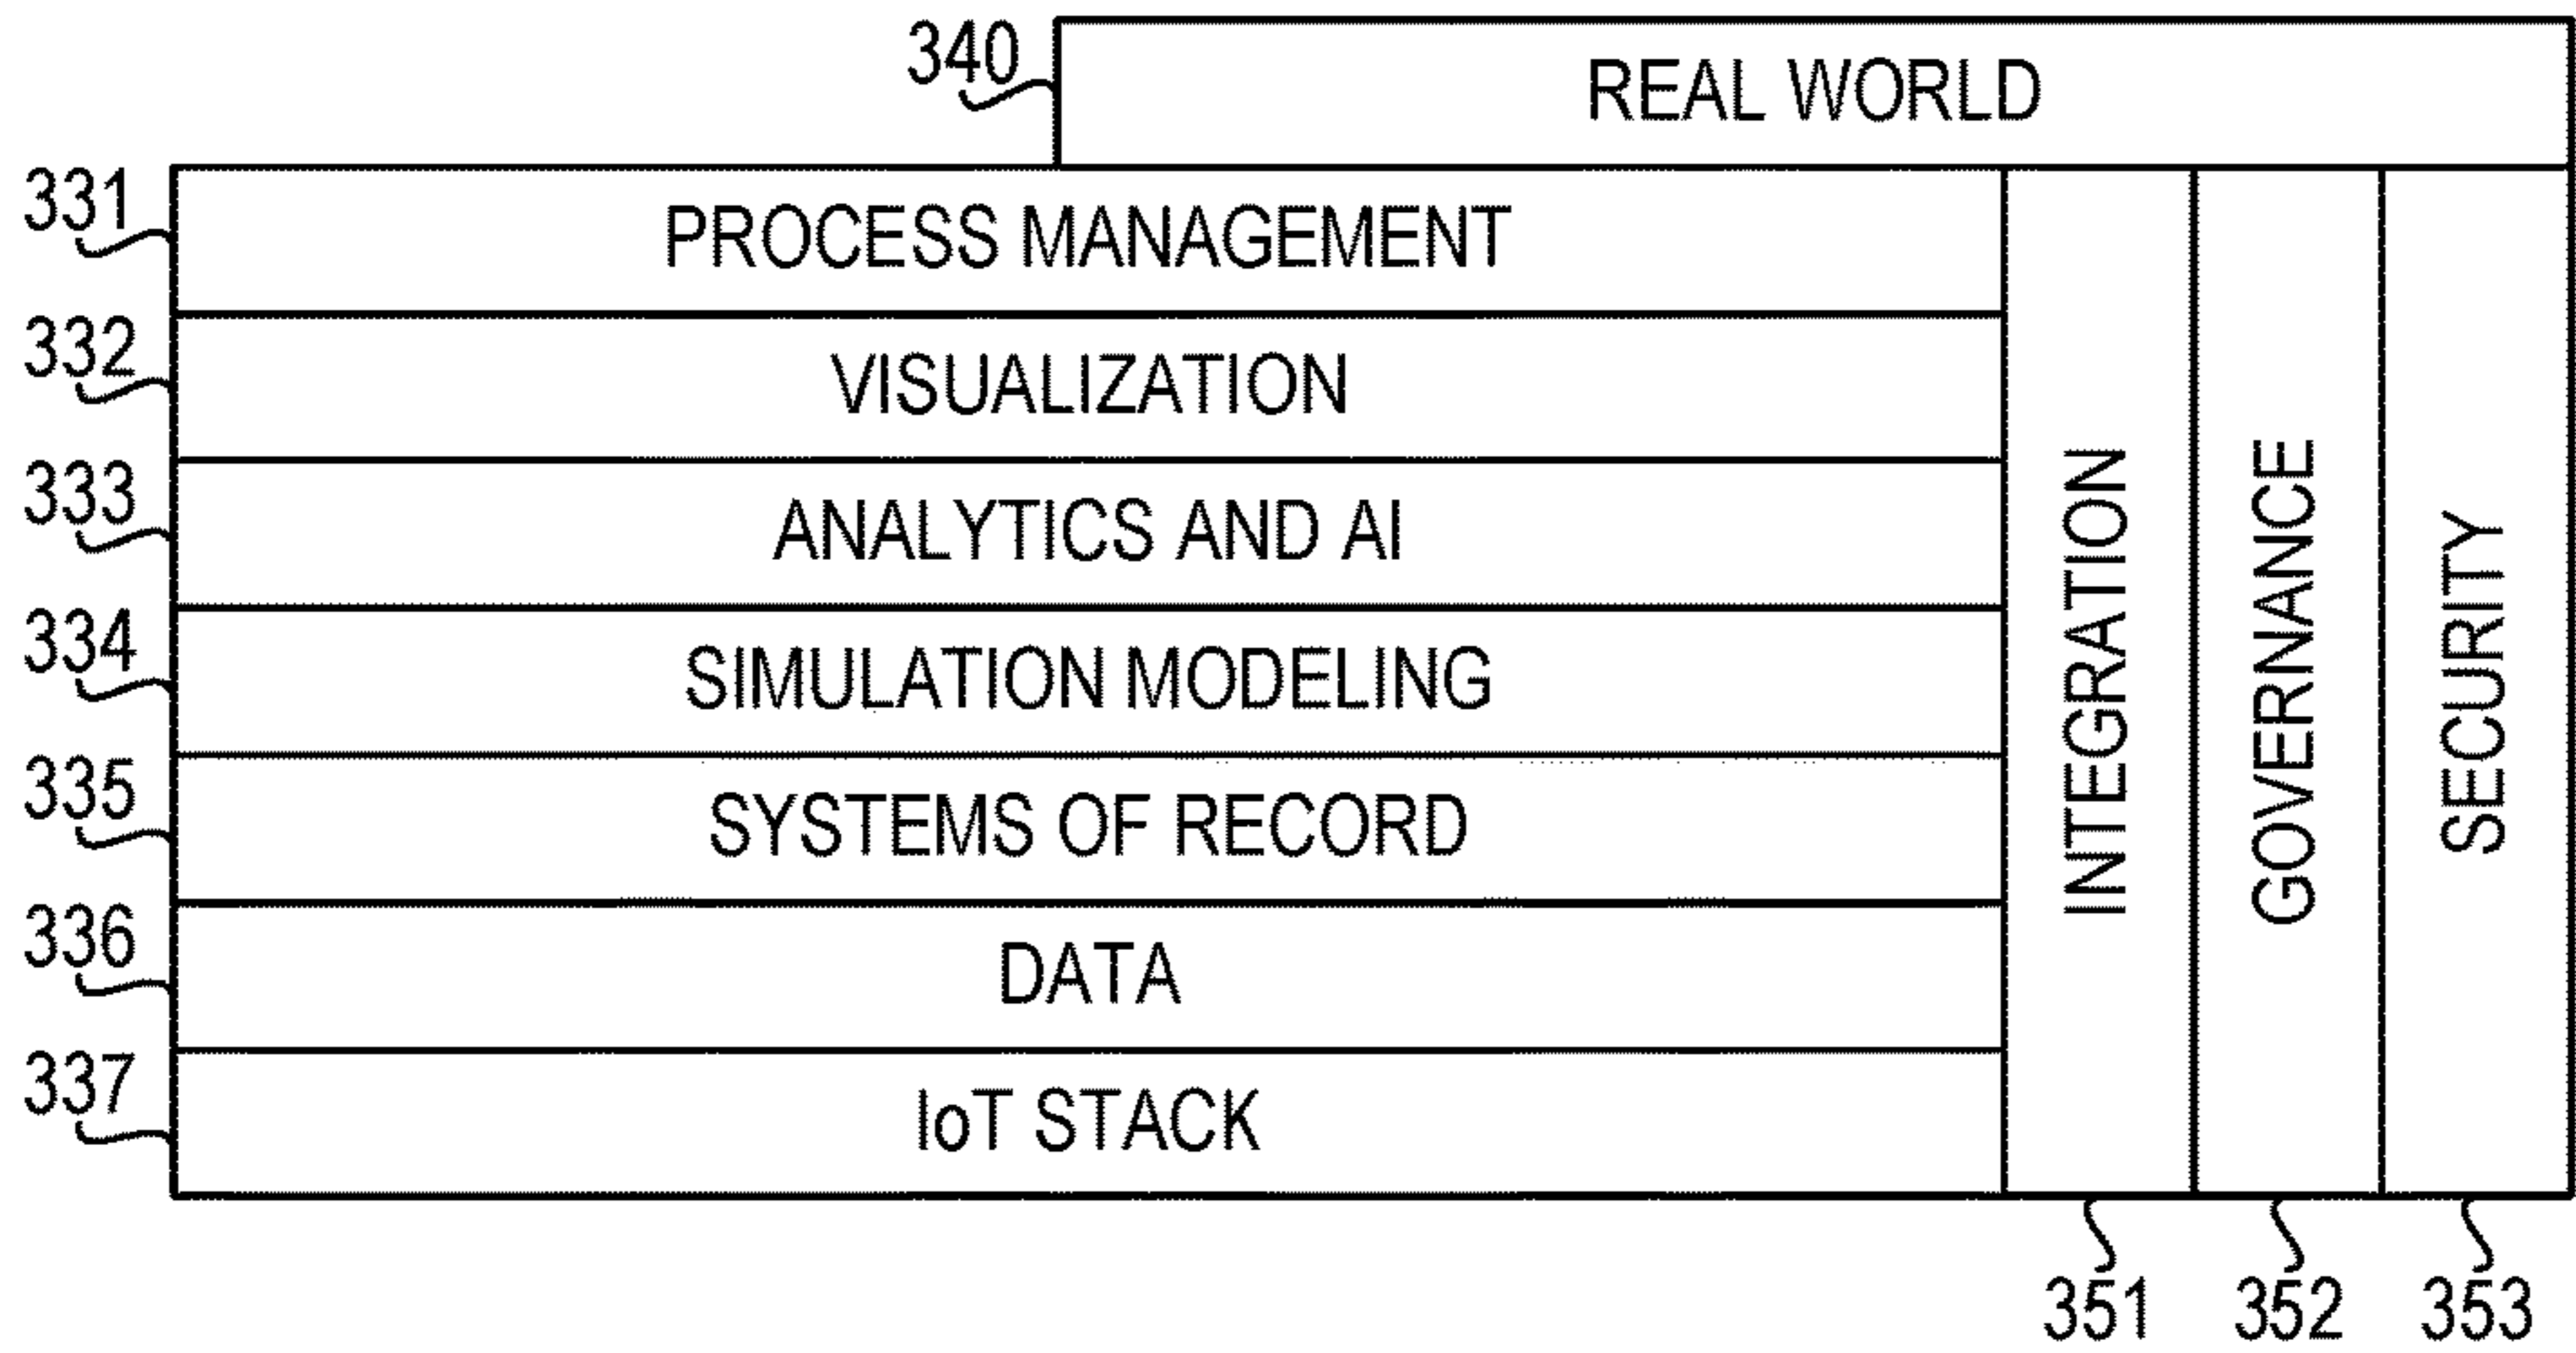 340 REAL WORLD
331 PROCESS MANAGEMENT
332 VISUALIZATION
333 ANALYTICS AND AI
334 SIMULATION MODELING
335 SYSTEMS OF RECORD
336 DATA
337 IoT STACK
INTEGRATION
GOVERNANCE
SECURITY
351 352 353